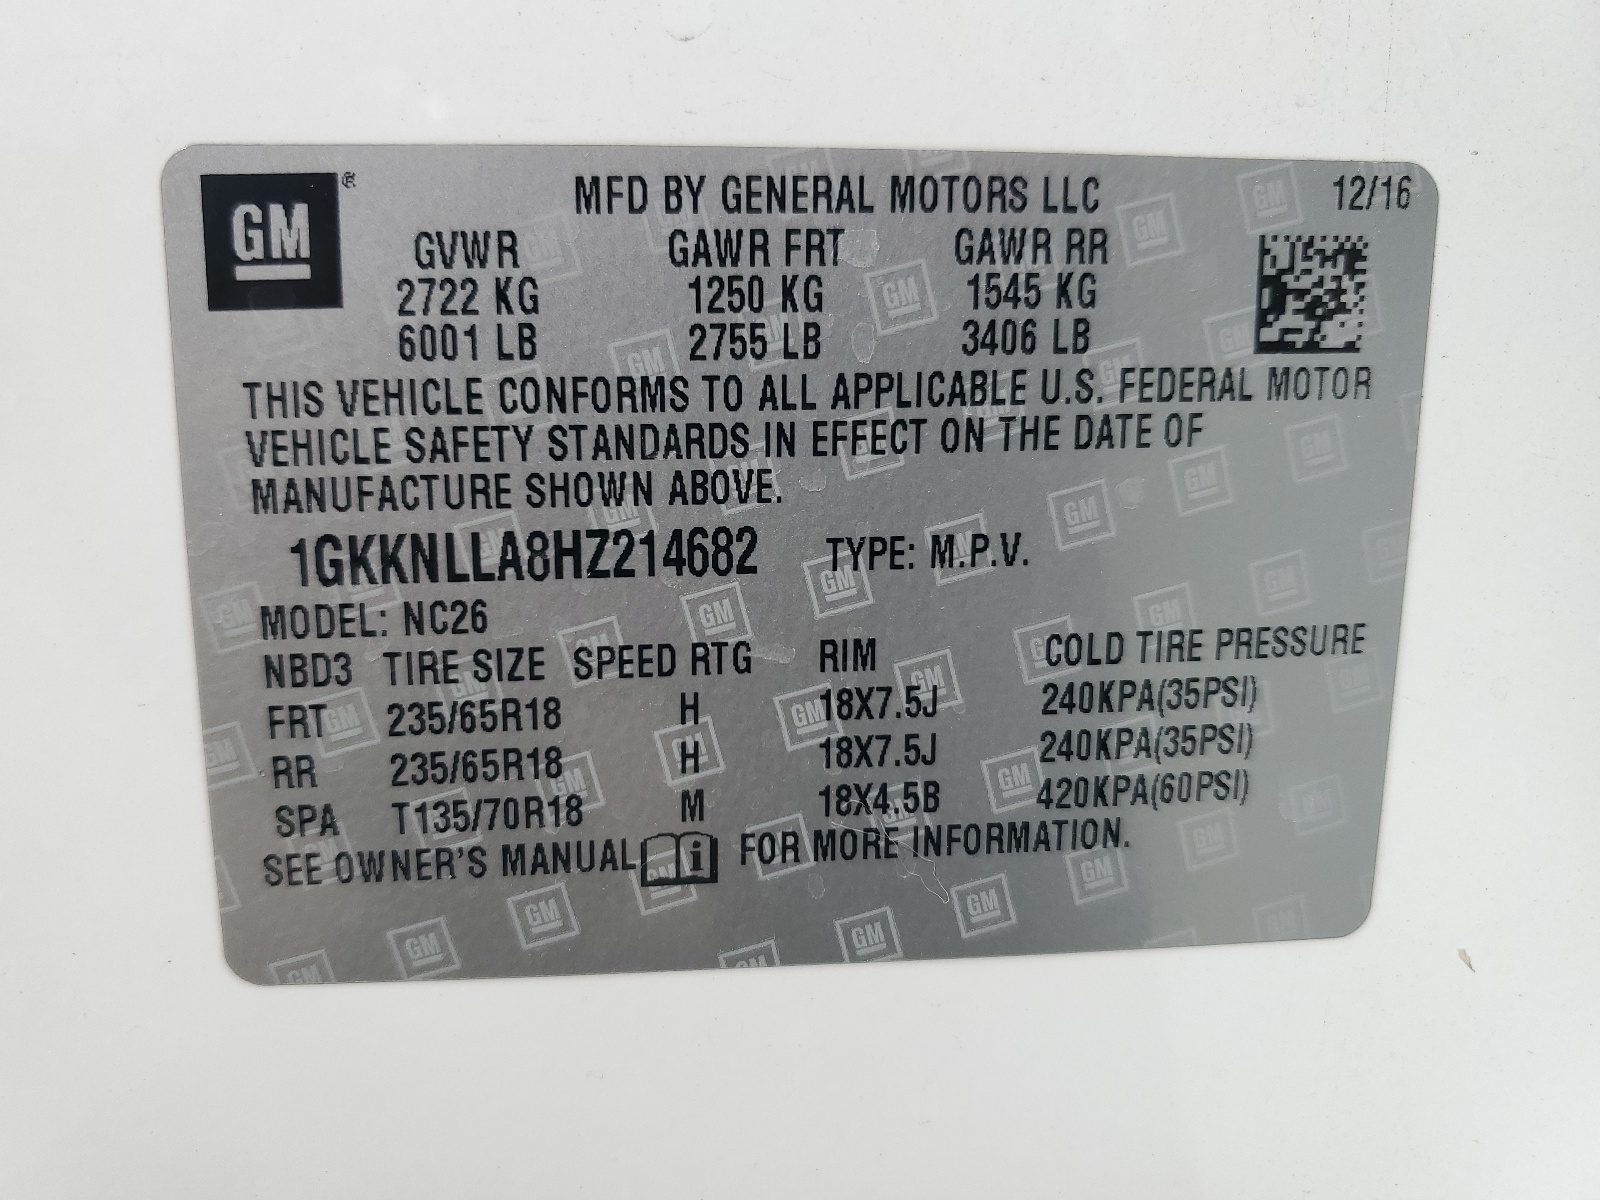 GM ® MFD BY GENERAL MOTORS LLC 12/16
GVWR GAWR FRT GAWR RR
2722 KG 1250 KG 1545 KG
6001 LB 2755 LB 3406 LB
THIS VEHICLE CONFORMS TO ALL APPLICABLE U.S. FEDERAL MOTOR
VEHICLE SAFETY STANDARDS IN EFFECT ON THE DATE OF
MANUFACTURE SHOWN ABOVE.
1GKKNLLA8HZ214682 TYPE: M.P.V.
MODEL: NC26
NBD3 TIRE SIZE SPEED RTG RIM COLD TIRE PRESSURE
FRT 235/65R18 H 18X7.5J 240KPA(35PSI)
RR 235/65R18 H 18X7.5J 240KPA(35PSI)
SPA T135/70R18 M 18X4.5B 420KPA(60PSI)
SEE OWNER'S MANUAL i FOR MORE INFORMATION.